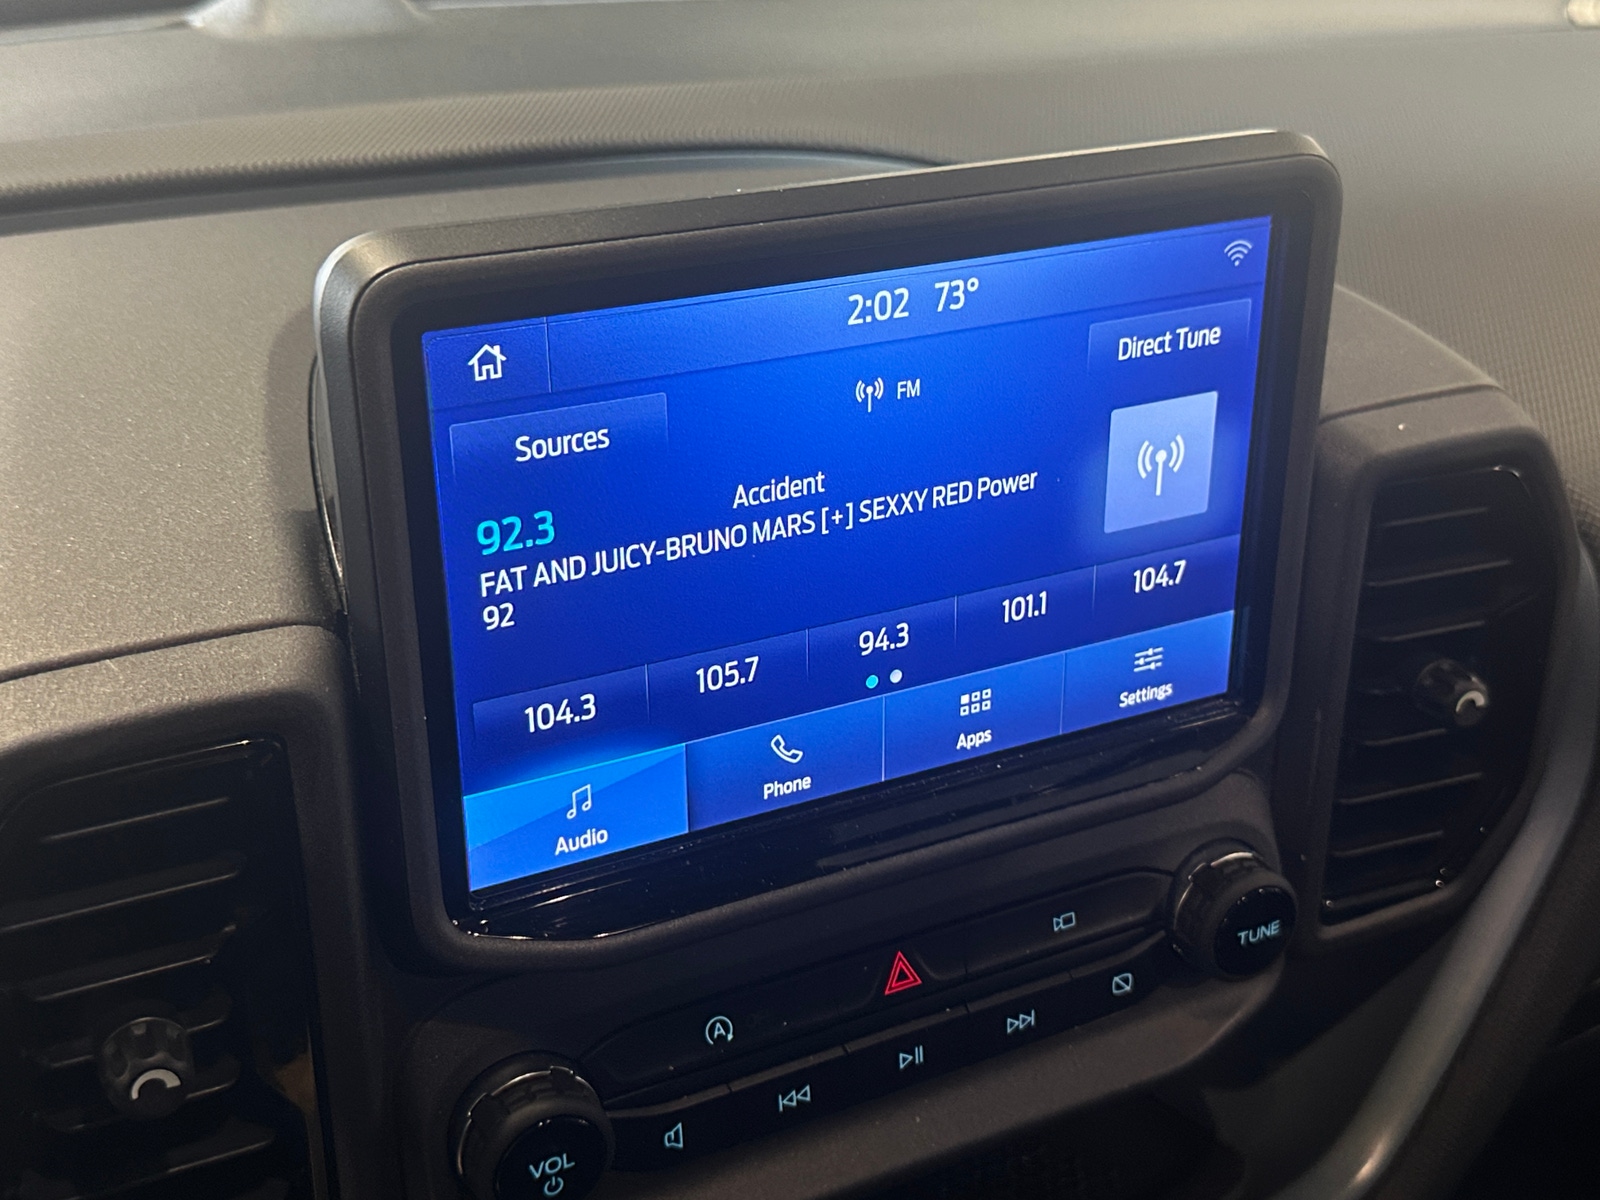 2:02 73°
Direct Tune
FM
Sources
Accident
92.3
FAT AND JUICY-BRUNO MARS [+] SEXXY RED Power
92
104.3 105.7 94.3 101.1 104.7
Audio Phone Apps Settings
A
TUNE
VOL